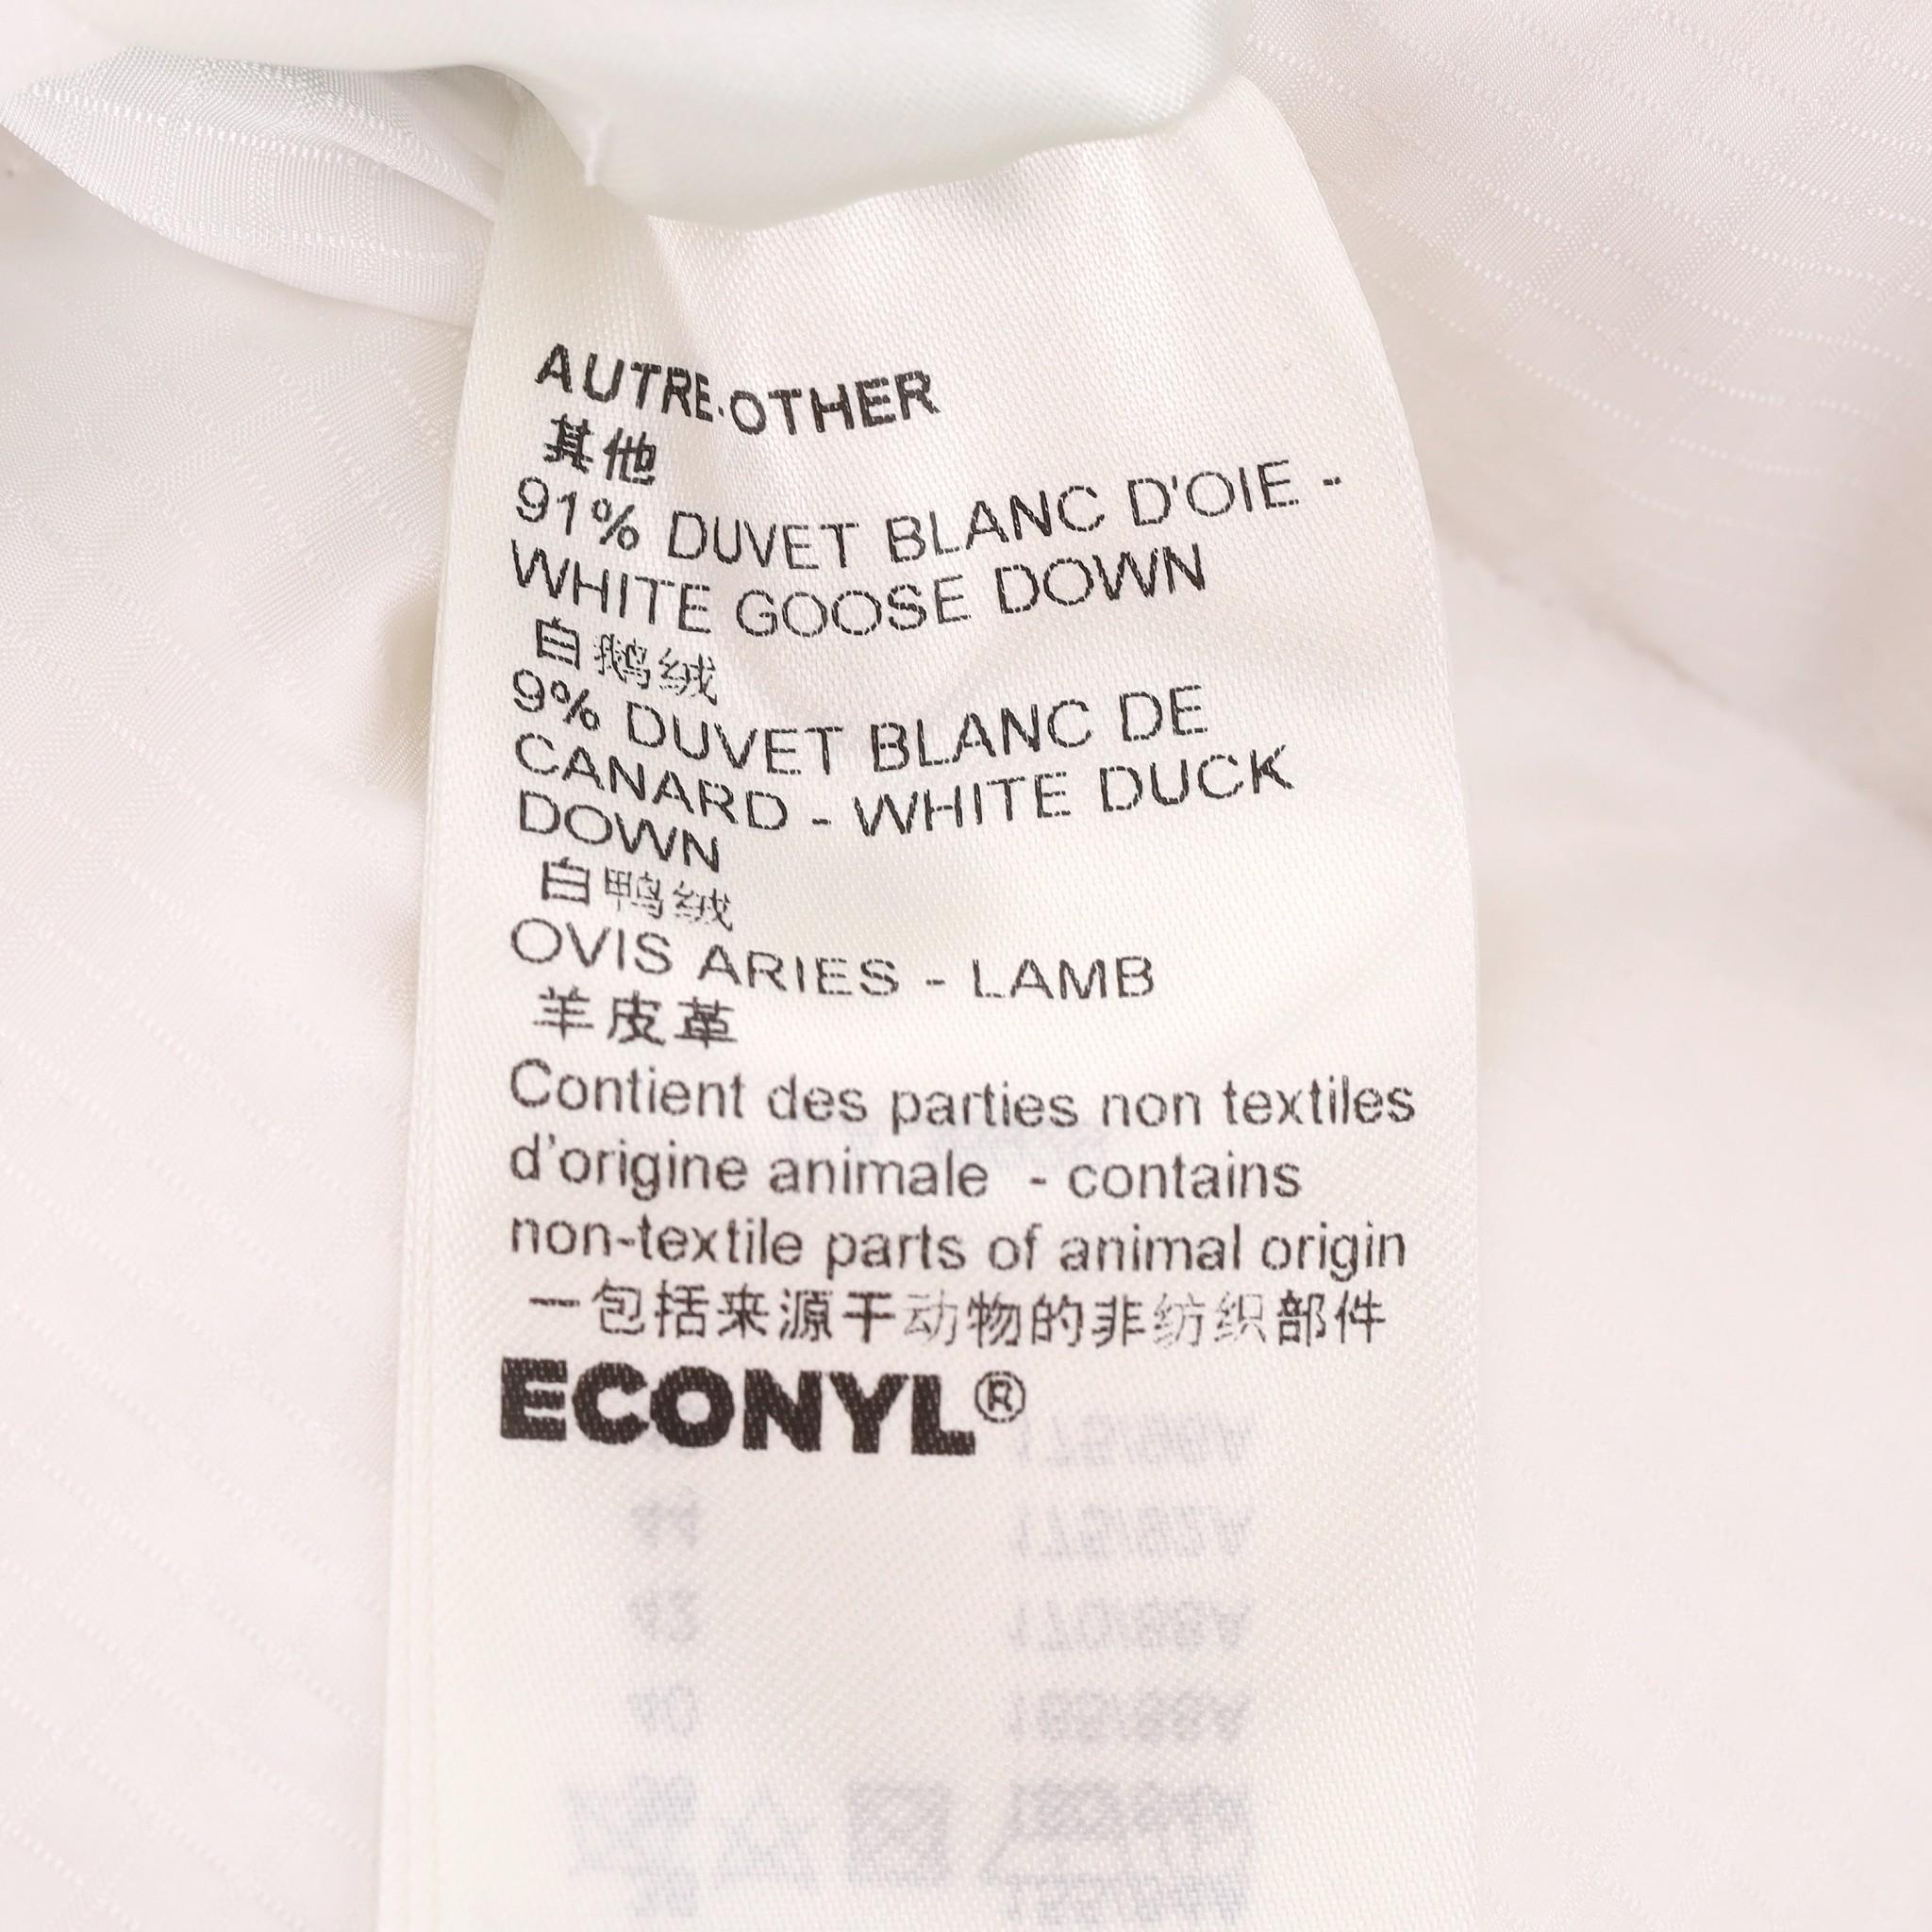 AUTRE.OTHER
其他
91% DUVET BLANC D'OIE -
WHITE GOOSE DOWN
白鹅绒
9% DUVET BLANC DE
CANARD - WHITE DUCK
DOWN
白鸭绒
OVIS ARIES - LAMB
羊皮革
Contient des parties non textiles
d'origine animale - contains
non-textile parts of animal origin
一包括来源于动物的非纺织部件
ECONYL®